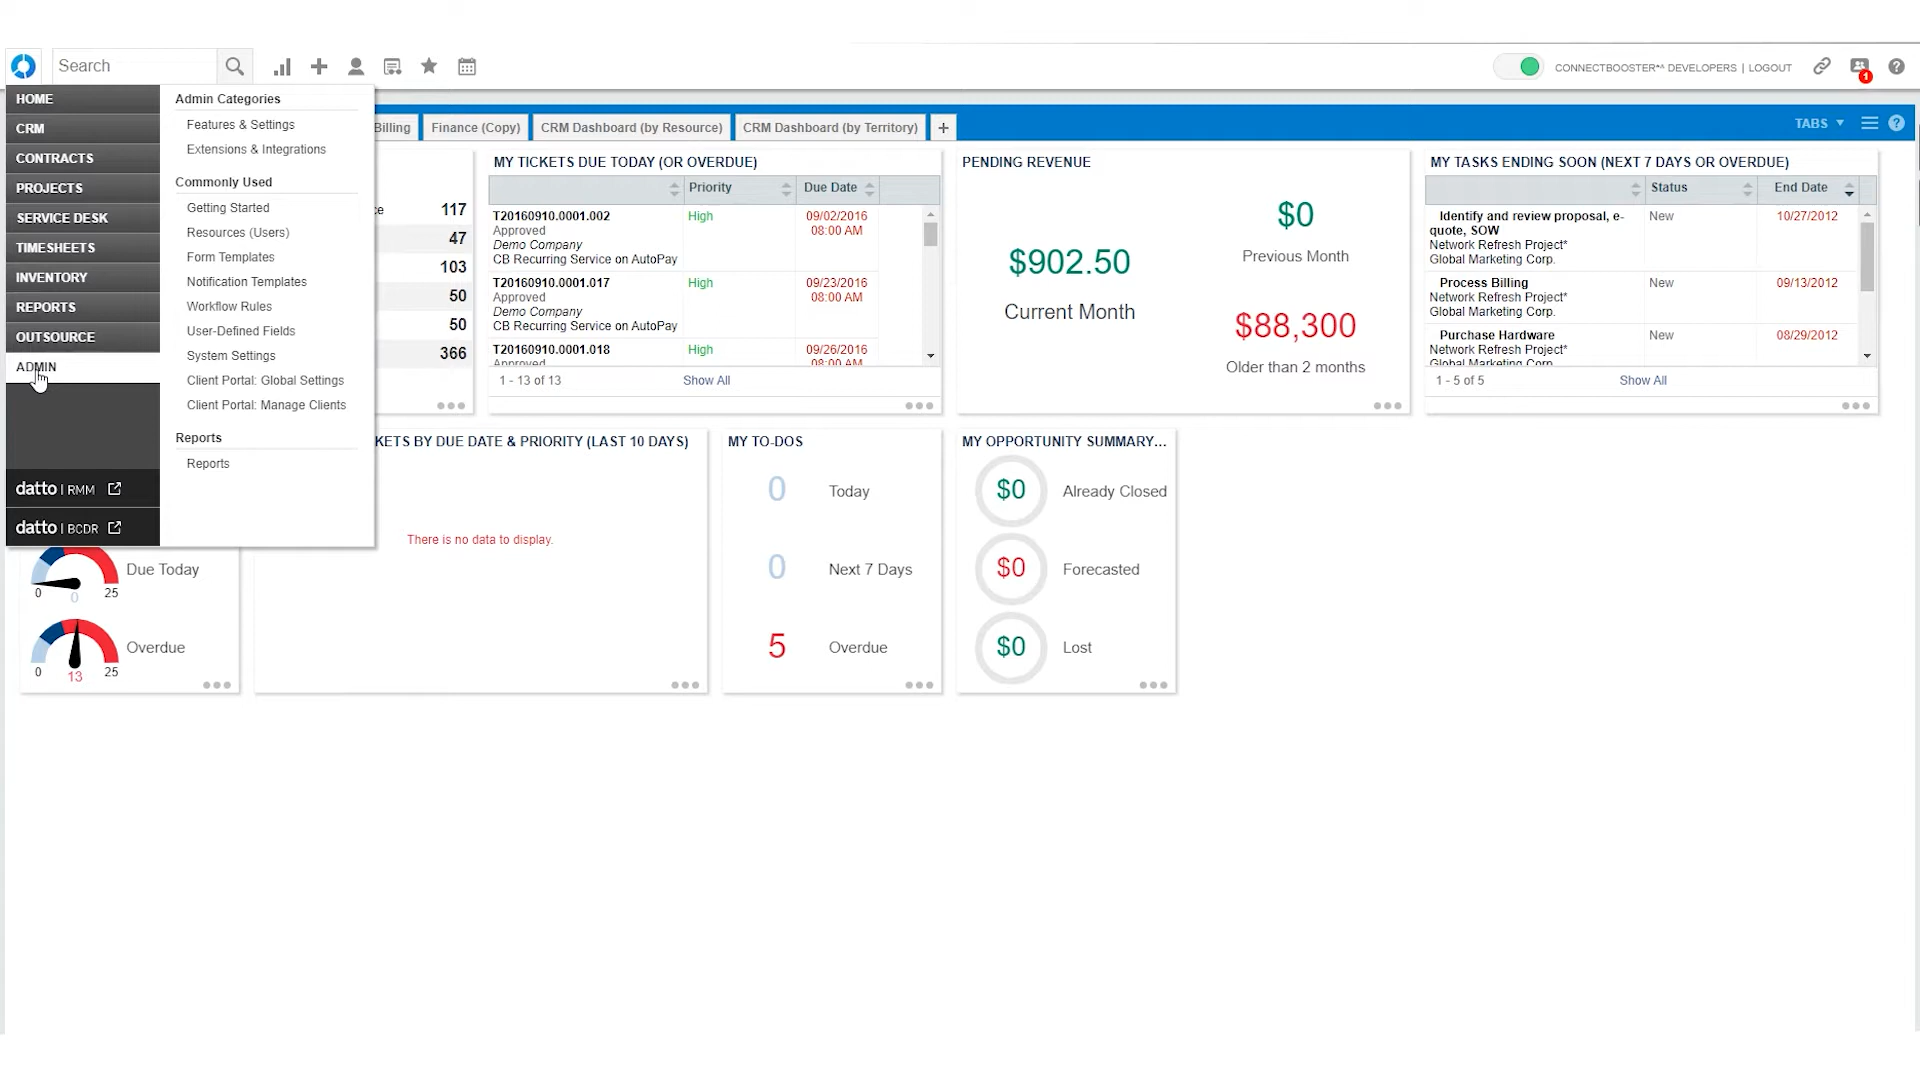 Search
CONNECTBOOSTER*^ DEVELOPERS | LOGOUT
1
HOME
CRM
CONTRACTS
PROJECTS
SERVICE DESK
TIMESHEETS
INVENTORY
REPORTS
OUTSOURCE
ADMIN
datto | RMM
datto | BCDR
Admin Categories
Features & Settings
Extensions & Integrations
Commonly Used
Getting Started
Resources (Users)
Form Templates
Notification Templates
Workflow Rules
User-Defined Fields
System Settings
Client Portal: Global Settings
Client Portal: Manage Clients
Reports
Reports
Billing
Finance (Copy)
CRM Dashboard (by Resource)
CRM Dashboard (by Territory)
+
TABS
ce 117
47
103
50
50
366
MY TICKETS DUE TODAY (OR OVERDUE)
Priority Due Date
T20160910.0001.002 High 09/02/2016
Approved 08:00 AM
Demo Company
CB Recurring Service on AutoPay
T20160910.0001.017 High 09/23/2016
Approved 08:00 AM
Demo Company
CB Recurring Service on AutoPay
T20160910.0001.018 High 09/26/2016
Approved 08:00 AM
1 - 13 of 13 Show All
PENDING REVENUE
$902.50
Current Month
$0
Previous Month
$88,300
Older than 2 months
MY TASKS ENDING SOON (NEXT 7 DAYS OR OVERDUE)
Status End Date
Identify and review proposal, e- New 10/27/2012
quote, SOW
Network Refresh Project*
Global Marketing Corp.
Process Billing New 09/13/2012
Network Refresh Project*
Global Marketing Corp.
Purchase Hardware New 08/29/2012
Network Refresh Project*
Global Marketing Corp.
1 - 5 of 5 Show All
0 0 25 Due Today
0 13 25 Overdue
KETS BY DUE DATE & PRIORITY (LAST 10 DAYS)
There is no data to display.
MY TO-DOS
0 Today
0 Next 7 Days
5 Overdue
MY OPPORTUNITY SUMMARY...
$0 Already Closed
$0 Forecasted
$0 Lost